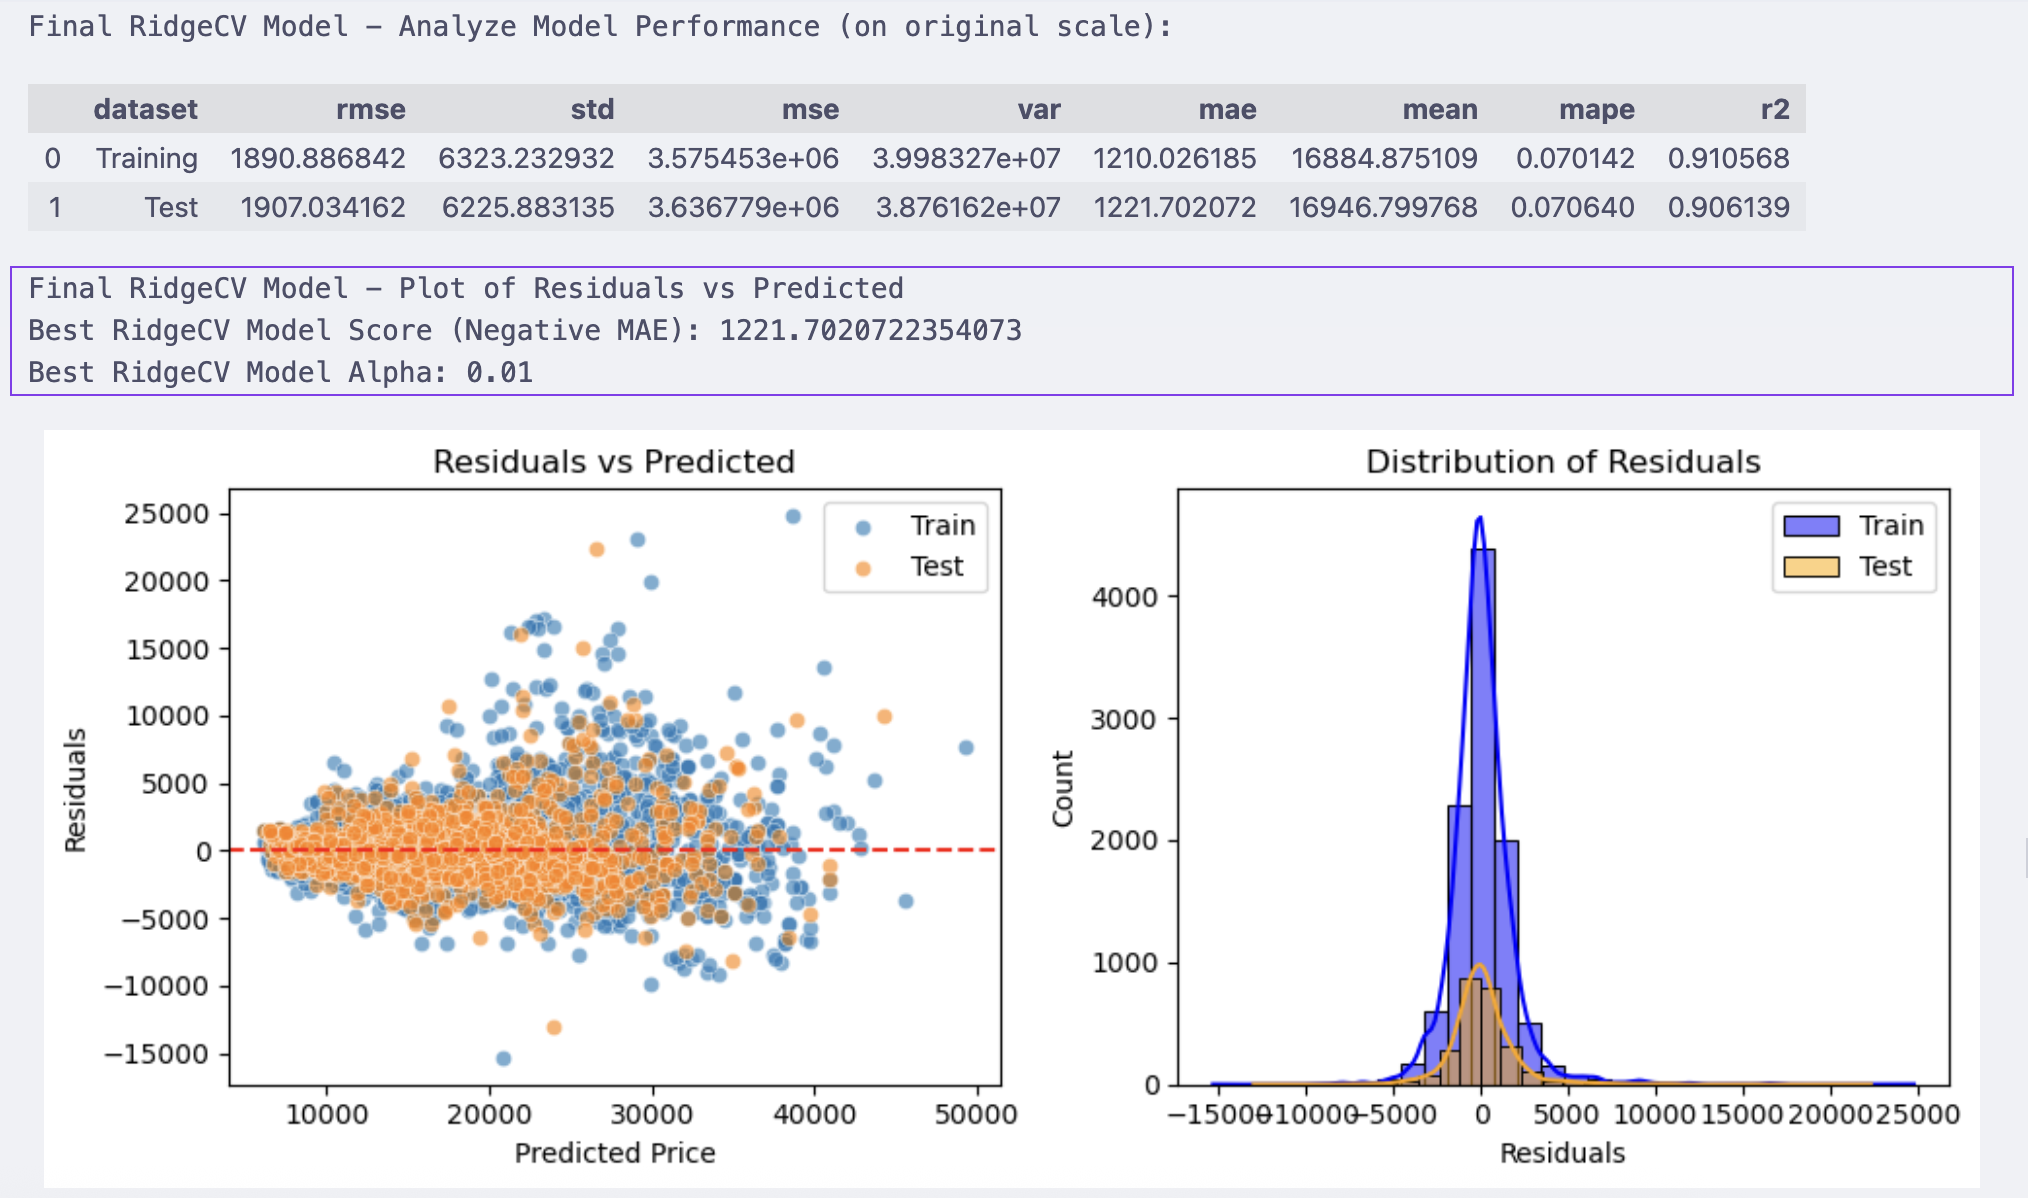 Final RidgeCV Model – Analyze Model Performance (on original scale):
dataset rmse std mse var mae mean mape r2
0 Training 1890.886842 6323.232932 3.575453e+06 3.998327e+07 1210.026185 16884.875109 0.070142 0.910568
1 Test 1907.034162 6225.883135 3.636779e+06 3.876162e+07 1221.702072 16946.799768 0.070640 0.906139
Final RidgeCV Model – Plot of Residuals vs Predicted
Best RidgeCV Model Score (Negative MAE): 1221.7020722354073
Best RidgeCV Model Alpha: 0.01
Residuals vs Predicted
25000
20000
15000
10000
5000
0
−5000
−10000
−15000
Residuals
Train
Test
10000 20000 30000 40000 50000
Predicted Price
Distribution of Residuals
4000
3000
2000
1000
0
Count
Train
Test
−15000 −10000 −5000 0 5000 10000 15000 20000 25000
Residuals